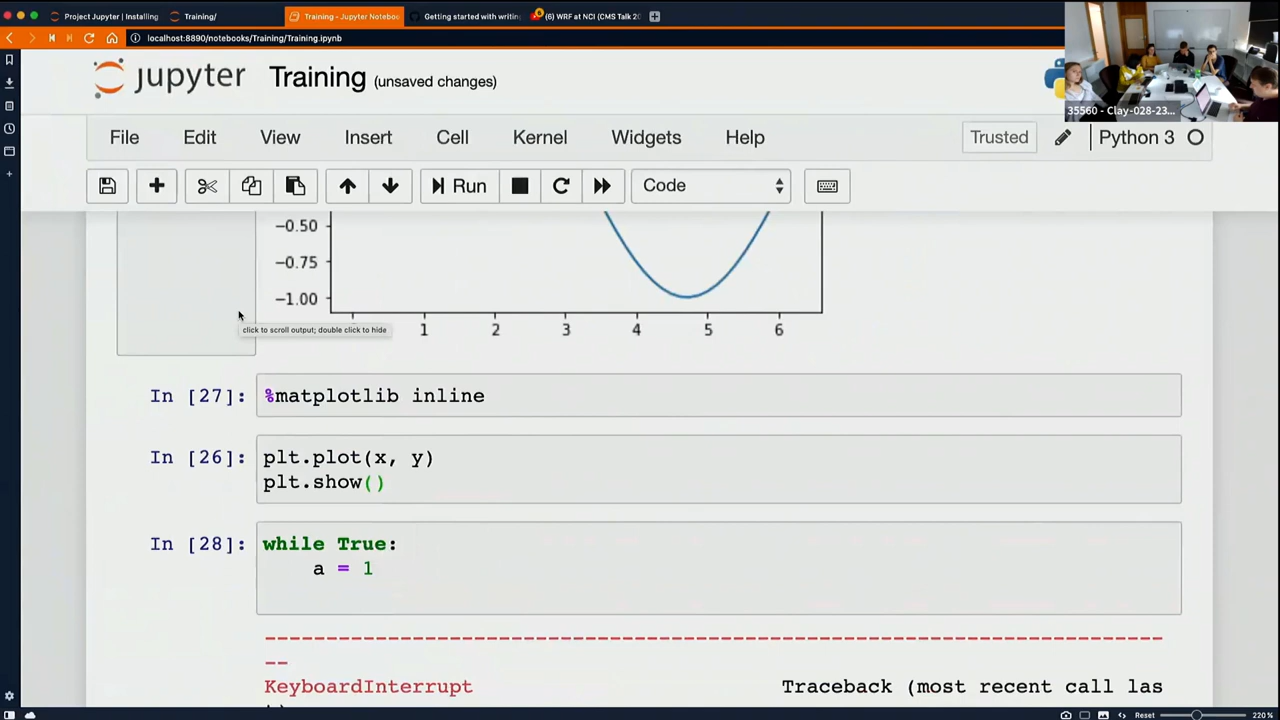 Project Jupyter | Installing
Training/
Training - Jupyter Noteboo
Getting started with writing
(6) WRF at NCI (CMS Talk 20
localhost:8890/notebooks/Training/Training.ipynb
35560 - Clay-028-23...
jupyter Training (unsaved changes)
File Edit View Insert Cell Kernel Widgets Help Trusted Python 3
Run Code
−0.50
−0.75
−1.00
1 2 3 4 5 6
click to scroll output; double click to hide
In [27]: %matplotlib inline
In [26]: plt.plot(x, y)
plt.show()
In [28]: while True:
a = 1
---------------------------------------------------------------------------
KeyboardInterrupt Traceback (most recent call las
Reset 220 %